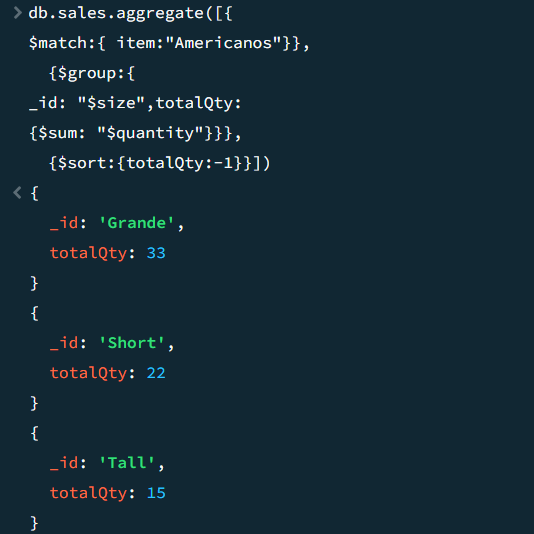 > db.sales.aggregate([{
$match:{ item:"Americanos"}},
{$group:{
_id: "$size",totalQty:
{$sum: "$quantity"}}},
{$sort:{totalQty:-1}}])
< {
_id: 'Grande',
totalQty: 33
}
{
_id: 'Short',
totalQty: 22
}
{
_id: 'Tall',
totalQty: 15
}